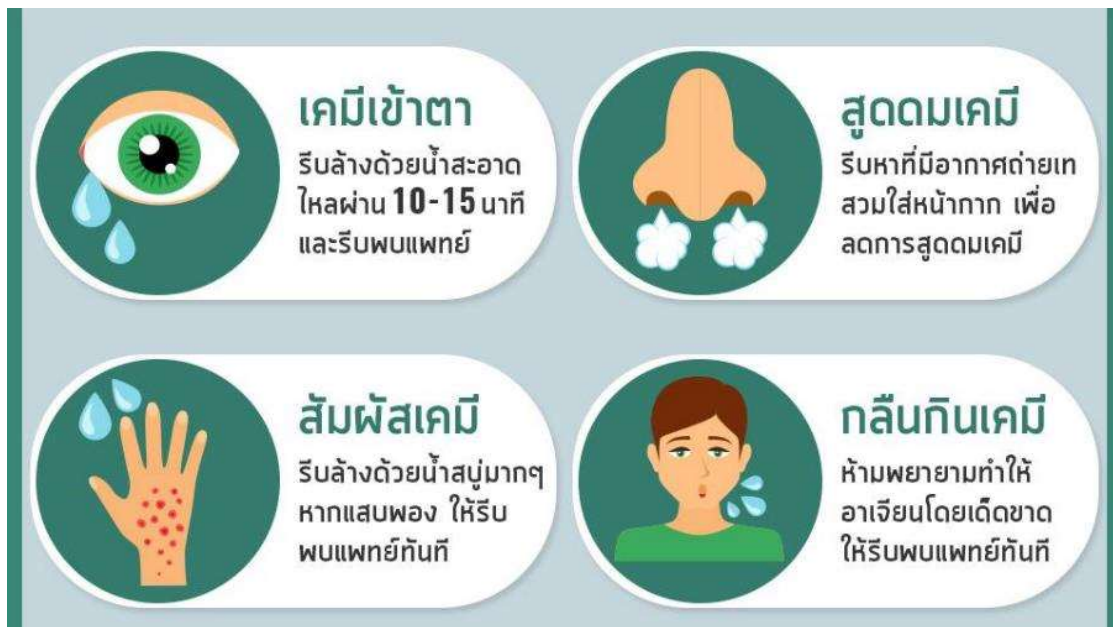 เคมีเข้าตา
รีบล้างด้วยน้ำสะอาด
ไหลผ่าน 10-15 นาที
และรีบพบแพทย์
สูดดมเคมี
รีบหาที่มีอากาศถ่ายเท
สวมใส่หน้ากาก เพื่อ
ลดการสูดดมเคมี
สัมผัสเคมี
รีบล้างด้วยน้ำสบู่มากๆ
หากแสบพอง ให้รีบ
พบแพทย์ทันที
กลืนกินเคมี
ห้ามพยายามทำให้
อาเจียนโดยเด็ดขาด
ให้รีบพบแพทย์ทันที